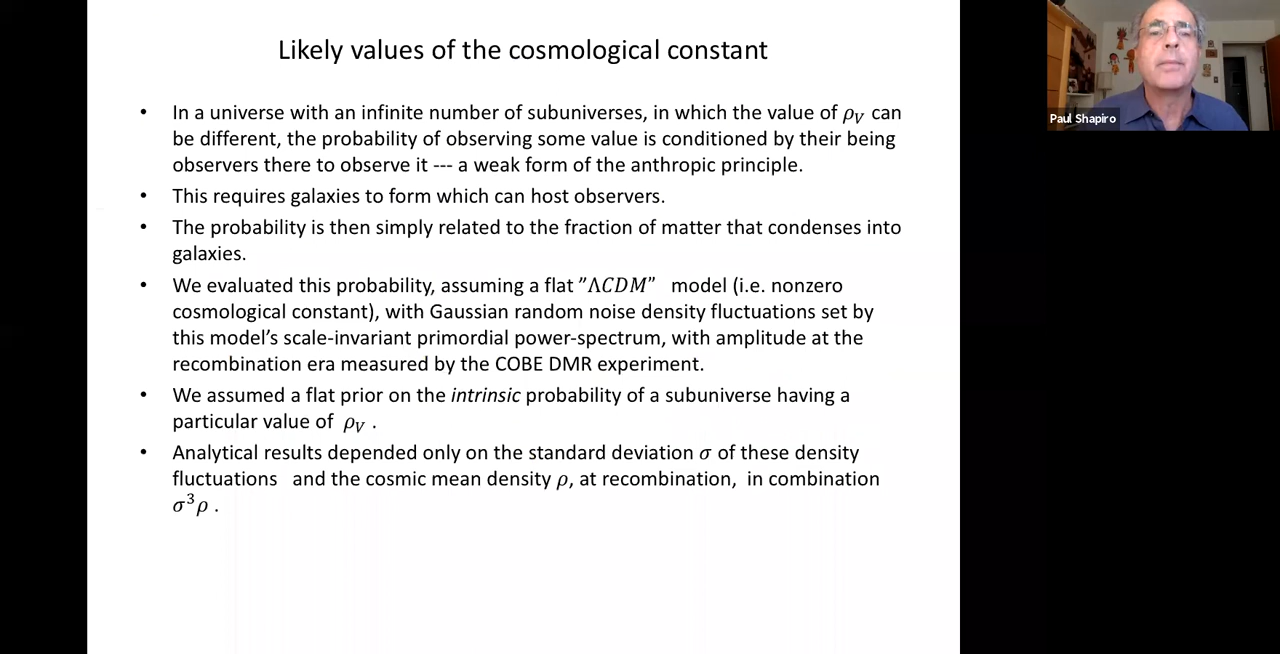 Likely values of the cosmological constant
• In a universe with an infinite number of subuniverses, in which the value of ρ_V can
be different, the probability of observing some value is conditioned by their being
observers there to observe it --- a weak form of the anthropic principle.
• This requires galaxies to form which can host observers.
• The probability is then simply related to the fraction of matter that condenses into
galaxies.
• We evaluated this probability, assuming a flat ”ΛCDM” model (i.e. nonzero
cosmological constant), with Gaussian random noise density fluctuations set by
this model’s scale-invariant primordial power-spectrum, with amplitude at the
recombination era measured by the COBE DMR experiment.
• We assumed a flat prior on the intrinsic probability of a subuniverse having a
particular value of ρ_V .
• Analytical results depended only on the standard deviation σ of these density
fluctuations and the cosmic mean density ρ, at recombination, in combination
σ³ρ .
Paul Shapiro